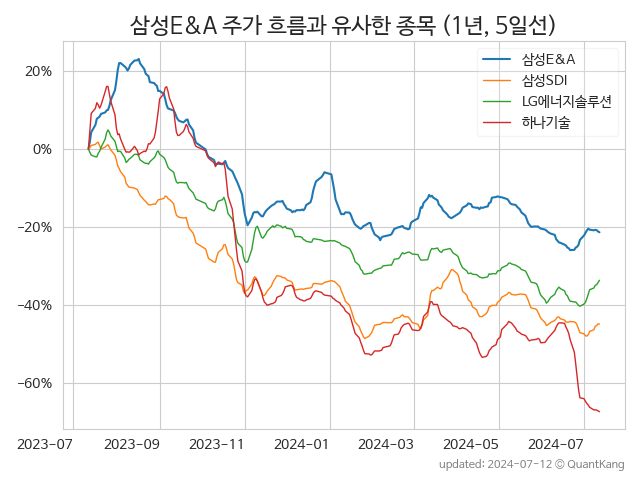 삼성E&A 주가 흐름과 유사한 종목 (1년, 5일선)
삼성E&A
삼성SDI
LG에너지솔루션
하나기술
20%
0%
−20%
−40%
−60%
2023-07 2023-09 2023-11 2024-01 2024-03 2024-05 2024-07
updated: 2024-07-12 © QuantKang